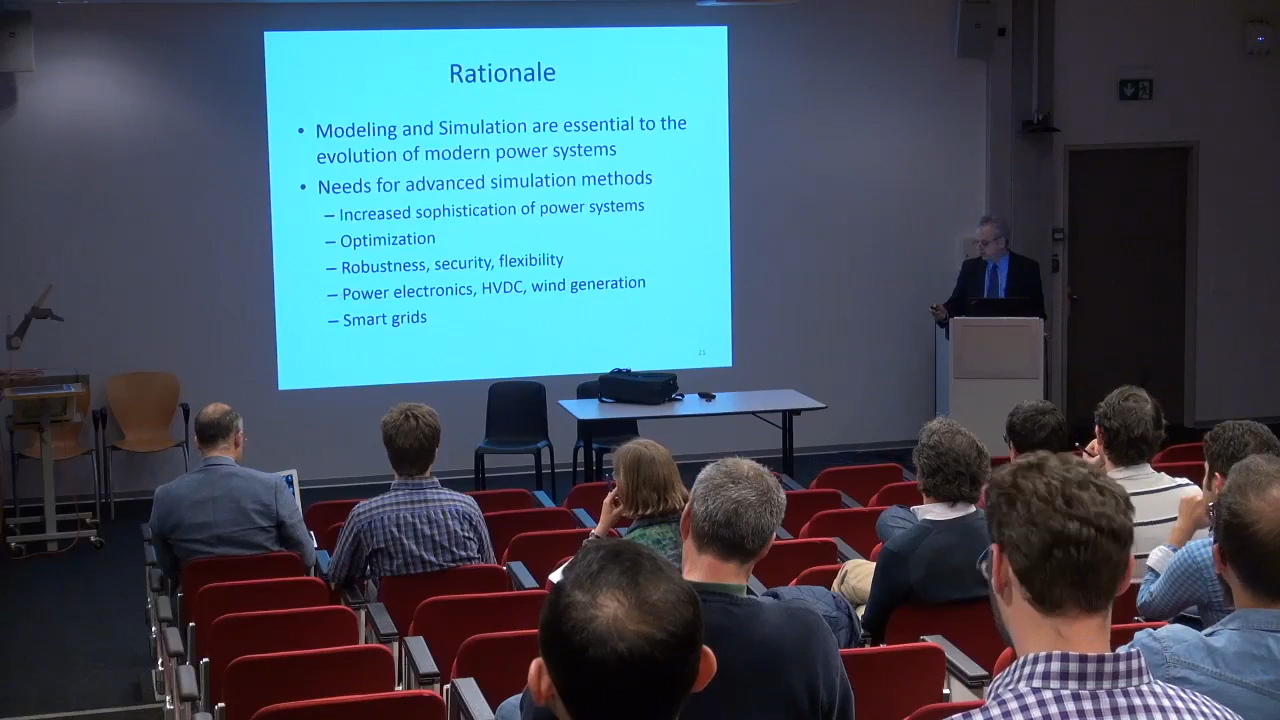 Rationale
• Modeling and Simulation are essential to the
evolution of modern power systems
• Needs for advanced simulation methods
– Increased sophistication of power systems
– Optimization
– Robustness, security, flexibility
– Power electronics, HVDC, wind generation
– Smart grids
21